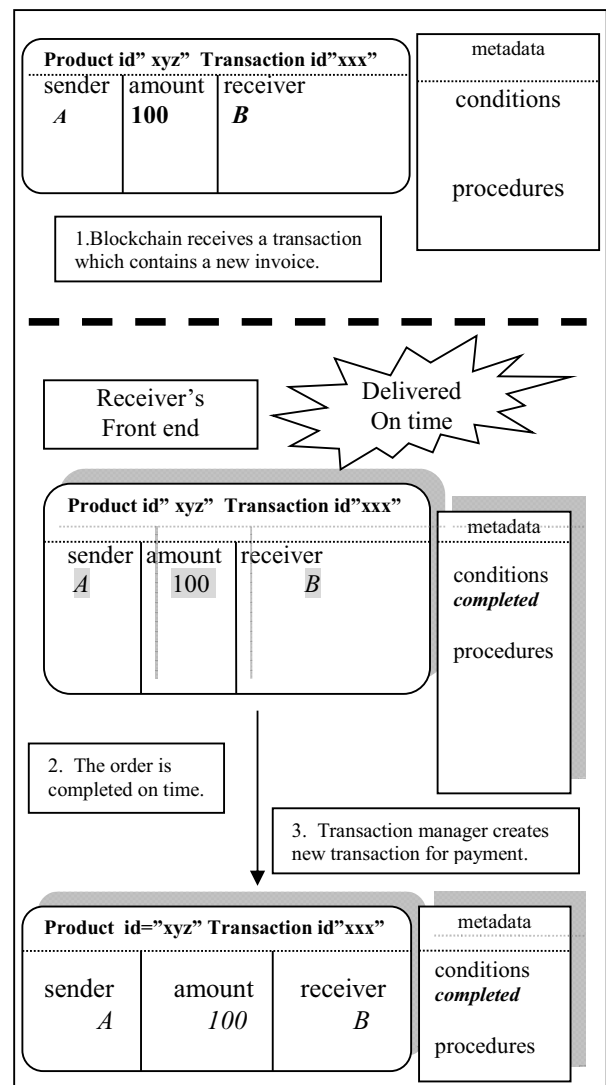 Product id” xyz” Transaction id”xxx”
sender amount receiver
A 100 B
metadata
conditions
procedures
1.Blockchain receives a transaction
which contains a new invoice.
Receiver’s
Front end
Delivered
On time
Product id” xyz” Transaction id”xxx”
sender amount receiver
A 100 B
metadata
conditions
completed
procedures
2. The order is
completed on time.
3. Transaction manager creates
new transaction for payment.
Product id=”xyz” Transaction id”xxx”
sender amount receiver
A 100 B
metadata
conditions
completed
procedures